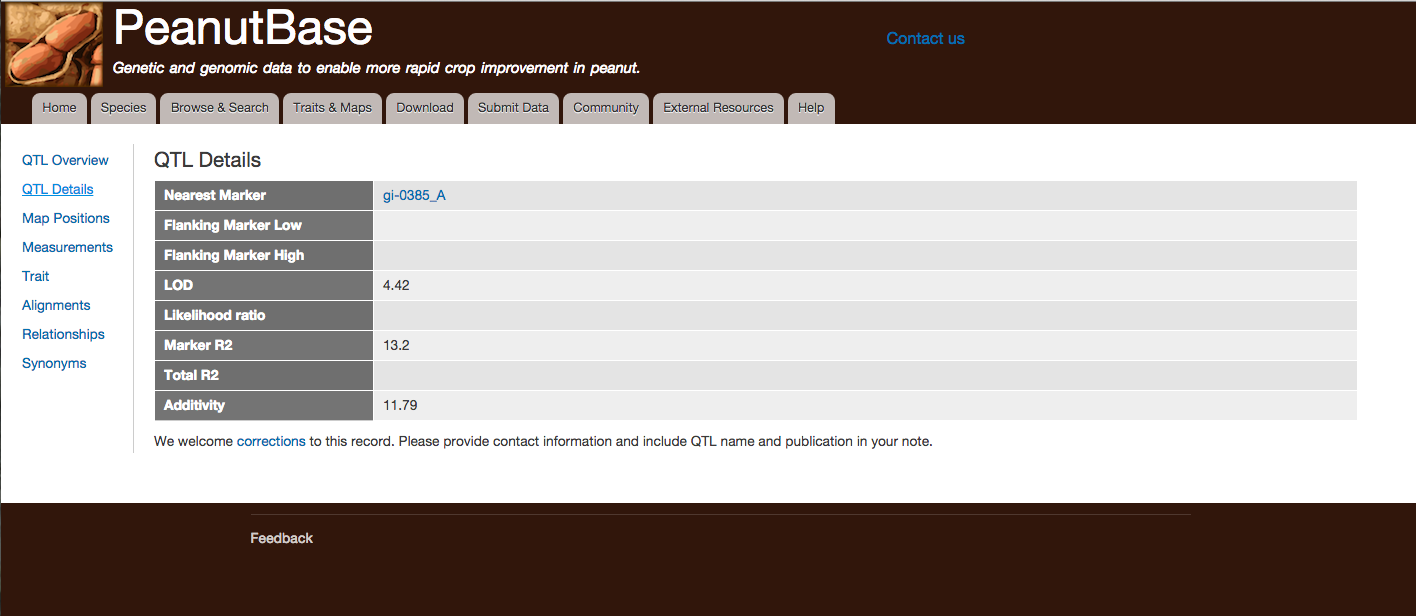 PeanutBase
Genetic and genomic data to enable more rapid crop improvement in peanut.
Contact us
Home Species Browse & Search Traits & Maps Download Submit Data Community External Resources Help
QTL Overview
QTL Details
Map Positions
Measurements
Trait
Alignments
Relationships
Synonyms
QTL Details
Nearest Marker gi-0385_A
Flanking Marker Low
Flanking Marker High
LOD 4.42
Likelihood ratio
Marker R2 13.2
Total R2
Additivity 11.79
We welcome corrections to this record. Please provide contact information and include QTL name and publication in your note.
Feedback